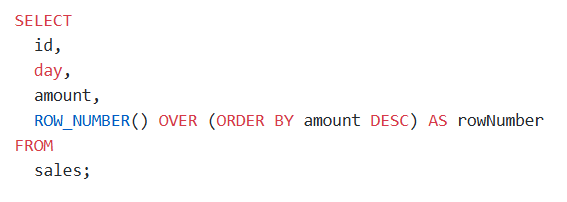 SELECT
  id,
  day,
  amount,
  ROW_NUMBER() OVER (ORDER BY amount DESC) AS rowNumber
FROM
  sales;